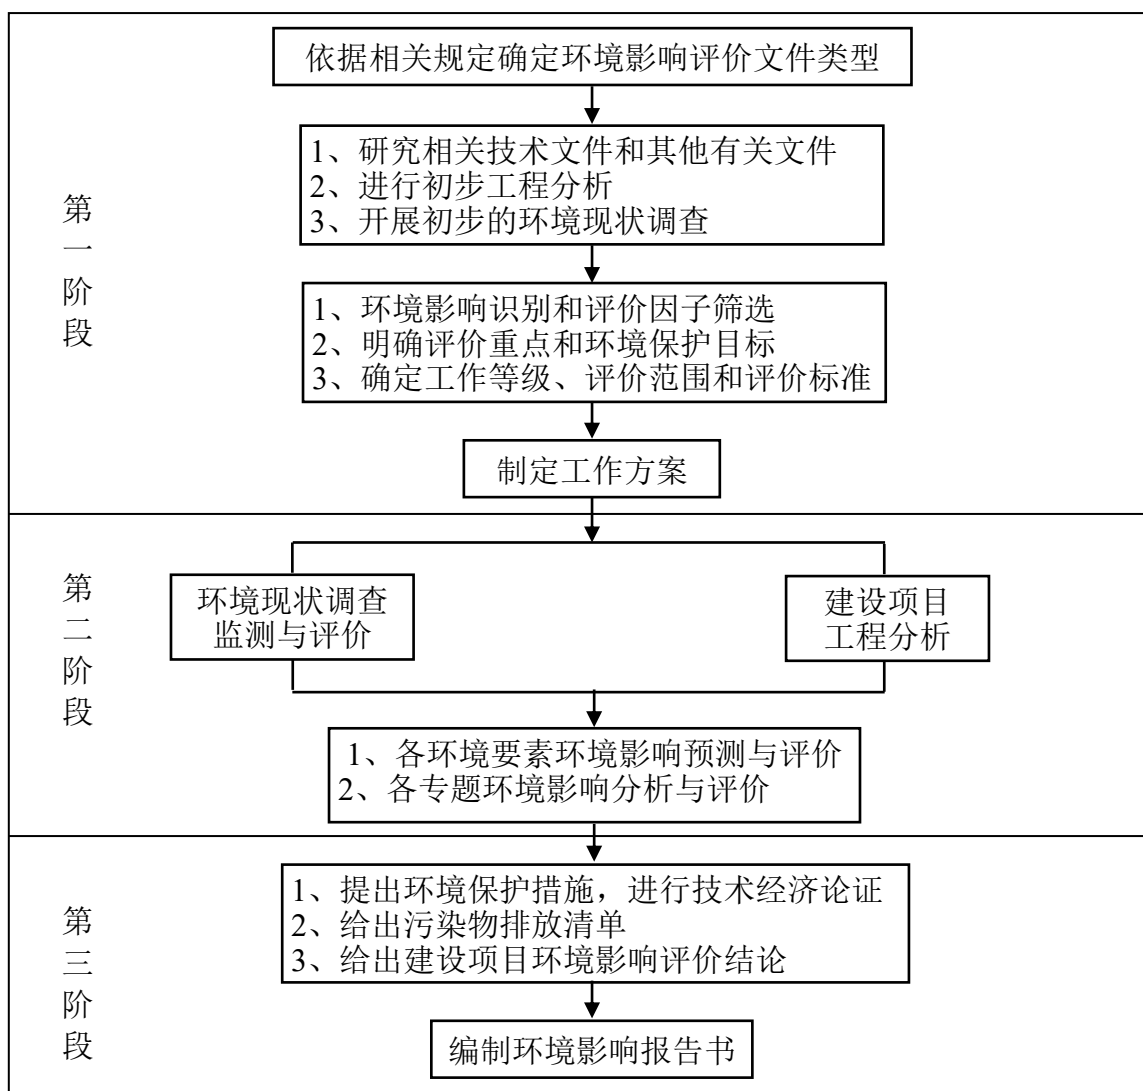 依据相关规定确定环境影响评价文件类型
第一阶段
1、研究相关技术文件和其他有关文件
2、进行初步工程分析
3、开展初步的环境现状调查
1、环境影响识别和评价因子筛选
2、明确评价重点和环境保护目标
3、确定工作等级、评价范围和评价标准
制定工作方案
第二阶段
环境现状调查
监测与评价
建设项目
工程分析
1、各环境要素环境影响预测与评价
2、各专题环境影响分析与评价
第三阶段
1、提出环境保护措施，进行技术经济论证
2、给出污染物排放清单
3、给出建设项目环境影响评价结论
编制环境影响报告书